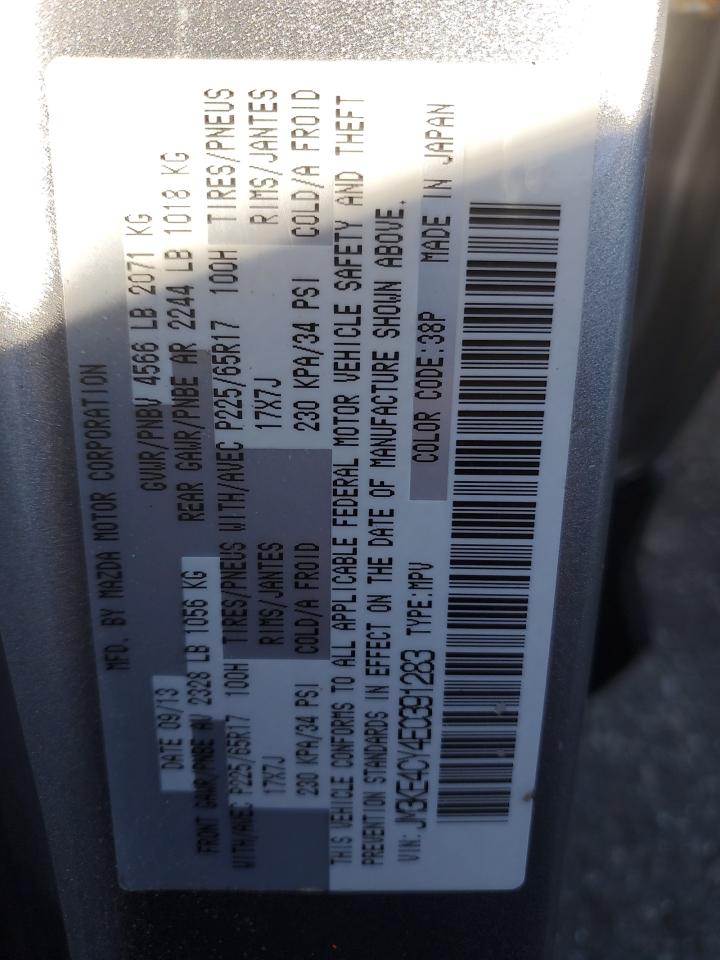 MFD. BY MAZDA MOTOR CORPORATION
DATE 09/13 GVWR/PNBV 4566 LB 2071 KG
FRONT GAWR/PNBE AV 2328 LB 1056 KG REAR GAWR/PNBE AR 2244 LB 1018 KG
WITH/AVEC P225/65R17 100H TIRES/PNEUS WITH/AVEC P225/65R17 100H TIRES/PNEUS
17X7J RIMS/JANTES 17X7J RIMS/JANTES
230 KPA/34 PSI COLD/A FROID 230 KPA/34 PSI COLD/A FROID
THIS VEHICLE CONFORMS TO ALL APPLICABLE FEDERAL MOTOR VEHICLE SAFETY AND THEFT
PREVENTION STANDARDS IN EFFECT ON THE DATE OF MANUFACTURE SHOWN ABOVE.
VIN: JM3KE4CY4E0391283 TYPE:MPV COLOR CODE:38P MADE IN JAPAN